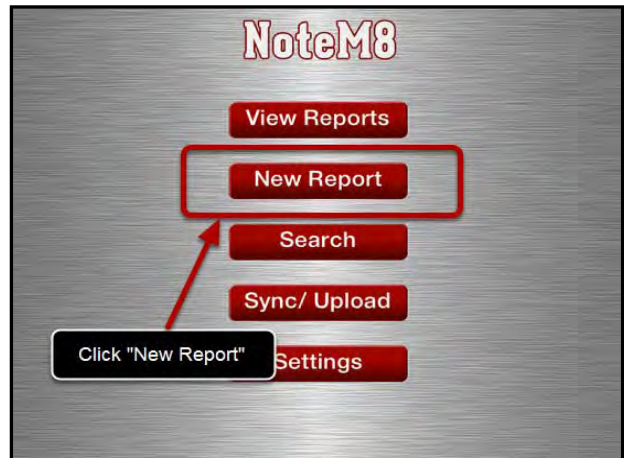 NoteM8
View Reports
New Report
Search
Sync/ Upload
Click "New Report"
Settings